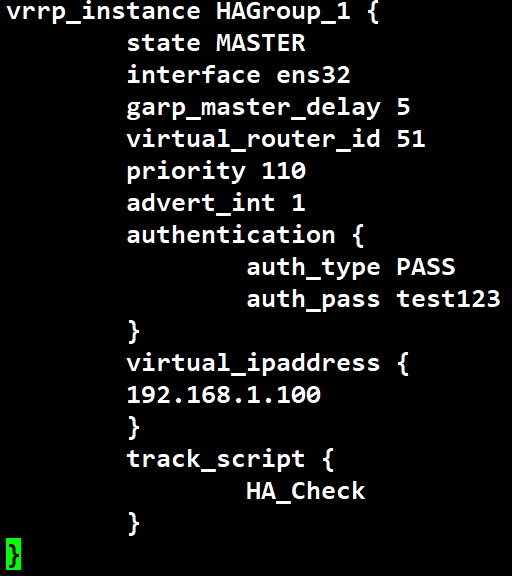 vrrp_instance HAGroup_1 {
        state MASTER
        interface ens32
        garp_master_delay 5
        virtual_router_id 51
        priority 110
        advert_int 1
        authentication {
                auth_type PASS
                auth_pass test123
        }
        virtual_ipaddress {
        192.168.1.100
        }
        track_script {
                HA_Check
        }
}